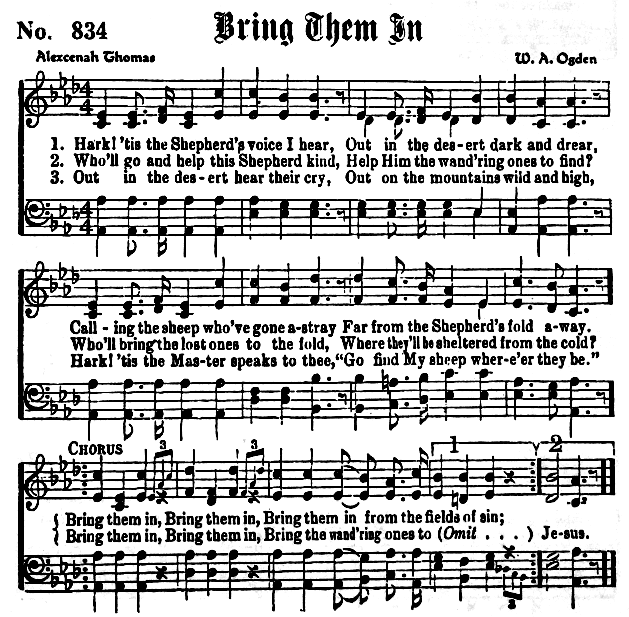 No. 834
Bring Them In
Alexcenah Thomas
W. A. Ogden
1. Hark! 'tis the Shepherd's voice I hear, Out in the des-ert dark and drear,
2. Who'll go and help this Shepherd kind, Help Him the wand'ring ones to find?
3. Out in the des-ert hear their cry, Out on the mountains wild and high,
Call-ing the sheep who've gone a-stray Far from the Shepherd's fold a-way.
Who'll bring the lost ones to the fold, Where they'll be sheltered from the cold?
Hark! 'tis the Mas-ter speaks to thee, "Go find My sheep wher-e'er they be."
CHORUS
3
3
1
2
Bring them in, Bring them in, Bring them in from the fields of sin;
Bring them in, Bring them in, Bring the wand'ring ones to (Omit . . . ) Je-sus.
3